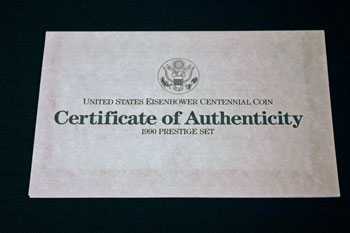 UNITED STATES EISENHOWER CENTENNIAL COIN
Certificate of Authenticity
1990 PRESTIGE SET